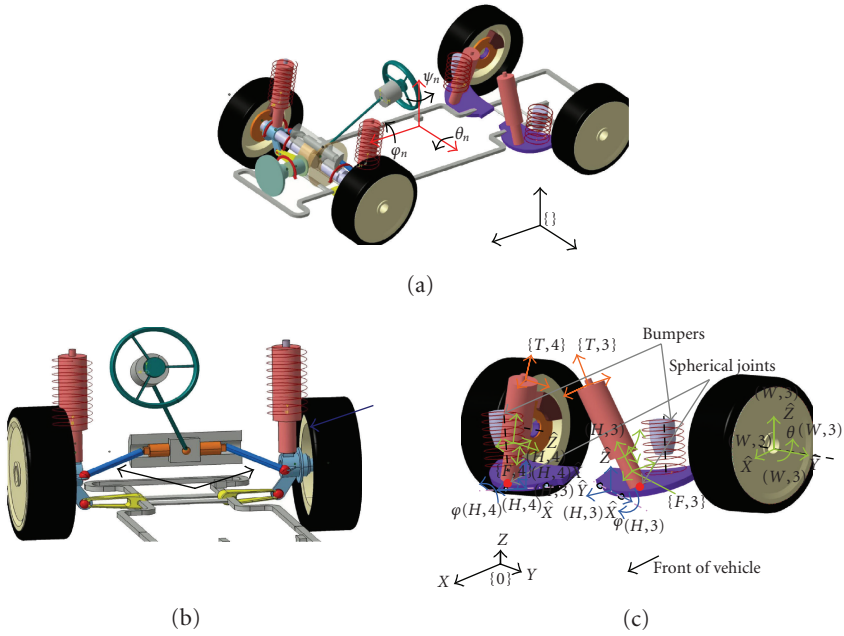 ψn
θn
φn
{}
(a)
Bumpers
{T, 4} {T, 3}
Spherical joints
(W, 3)
Ẑ
(H, 3)
θ (W, 3)
Ẑ
Ẑ
W, 3)
(H, 4)
X̂
Ŷ
{F, 4) (H, 4)
(W, 3)
Ŷ
{F, 3}
φ(H, 4) (H, 4) X̂
(H, 3) X̂
φ(H, 3)
Z
X
{0}
Y
Front of vehicle
(b)
(c)